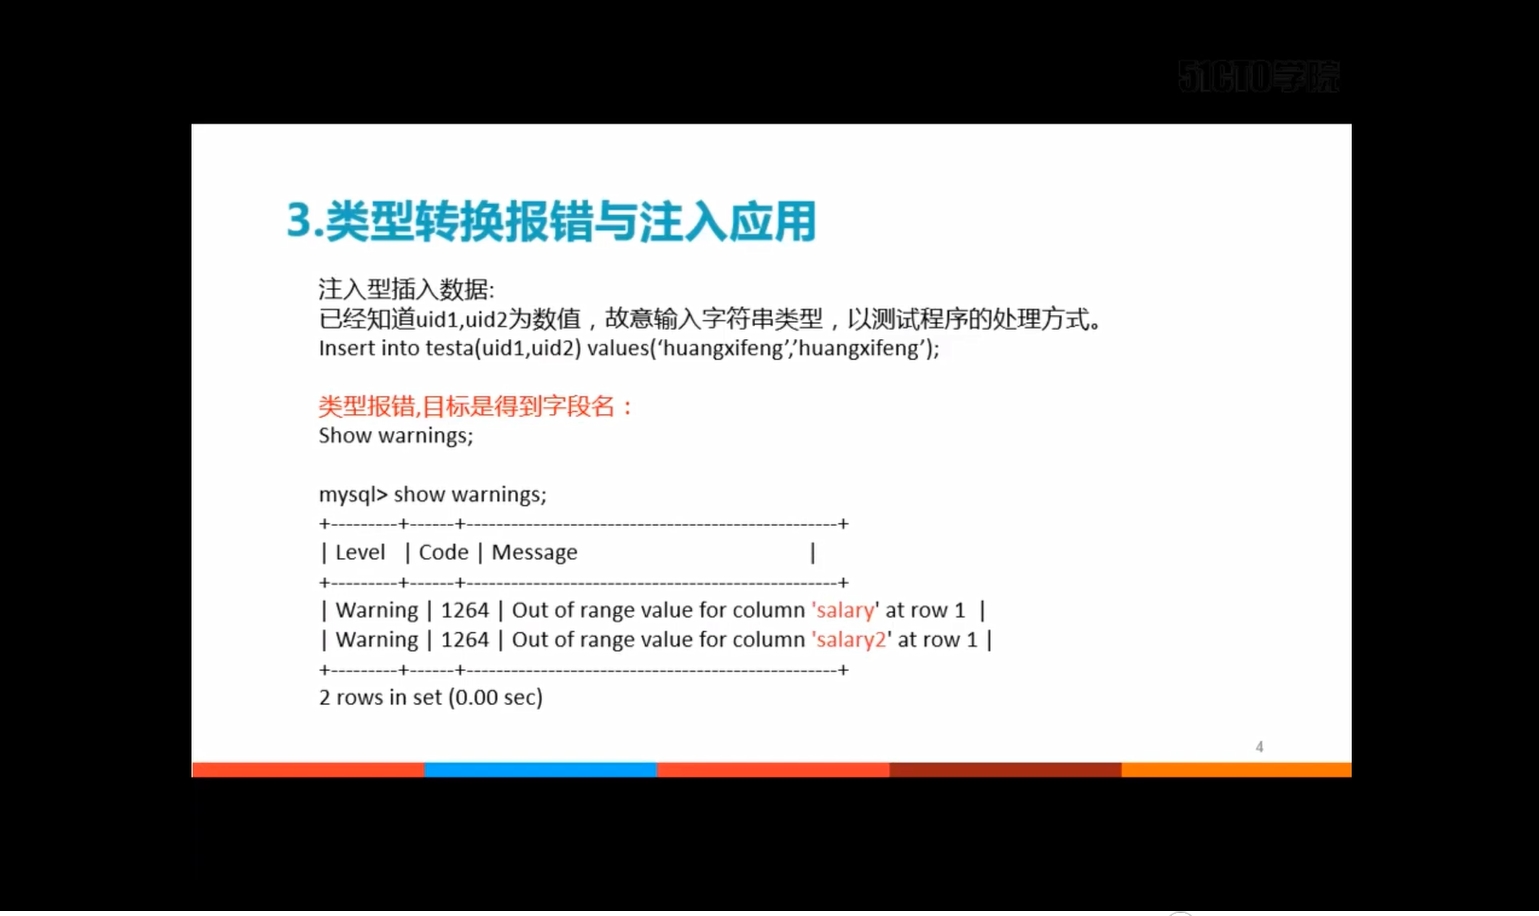 51CTO学院
3.类型转换报错与注入应用
注入型插入数据:
已经知道uid1,uid2为数值，故意输入字符串类型，以测试程序的处理方式。
Insert into testa(uid1,uid2) values(‘huangxifeng’,’huangxifeng’);
类型报错,目标是得到字段名：
Show warnings;
mysql> show warnings;
+---------+------+--------------------------------------------------+
| Level | Code | Message |
+---------+------+--------------------------------------------------+
| Warning | 1264 | Out of range value for column 'salary' at row 1 |
| Warning | 1264 | Out of range value for column 'salary2' at row 1 |
+---------+------+--------------------------------------------------+
2 rows in set (0.00 sec)
4